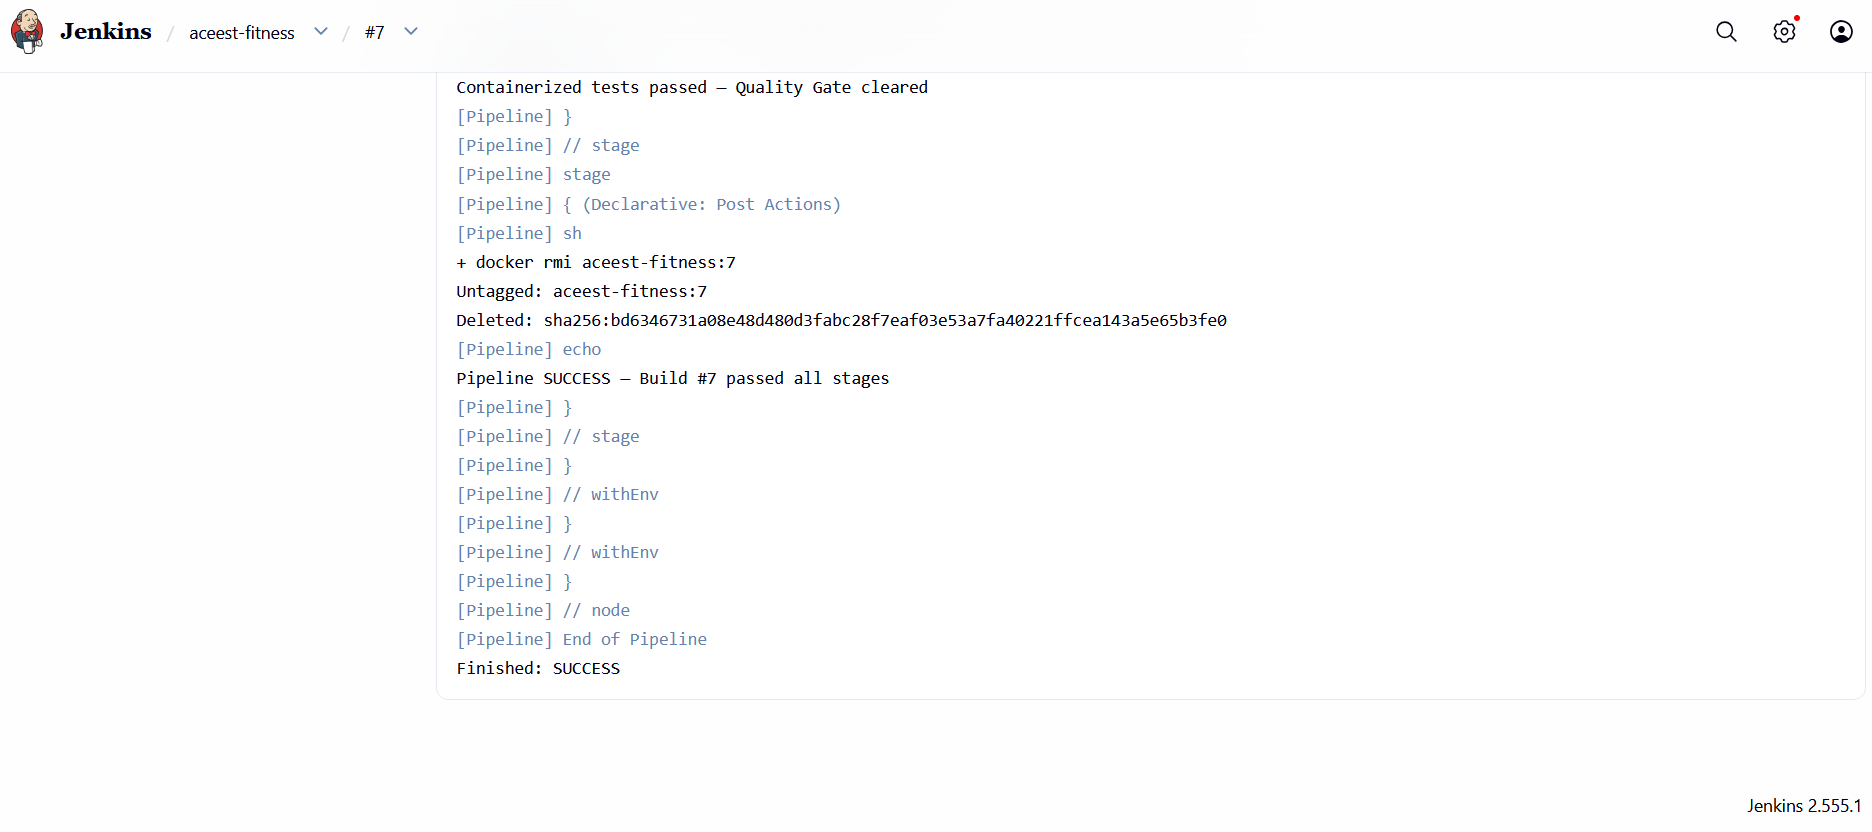 Jenkins / aceest-fitness / #7
Containerized tests passed — Quality Gate cleared
[Pipeline] }
[Pipeline] // stage
[Pipeline] stage
[Pipeline] { (Declarative: Post Actions)
[Pipeline] sh
+ docker rmi aceest-fitness:7
Untagged: aceest-fitness:7
Deleted: sha256:bd6346731a08e48d480d3fabc28f7eaf03e53a7fa40221ffcea143a5e65b3fe0
[Pipeline] echo
Pipeline SUCCESS — Build #7 passed all stages
[Pipeline] }
[Pipeline] // stage
[Pipeline] }
[Pipeline] // withEnv
[Pipeline] }
[Pipeline] // withEnv
[Pipeline] }
[Pipeline] // node
[Pipeline] End of Pipeline
Finished: SUCCESS
Jenkins 2.555.1